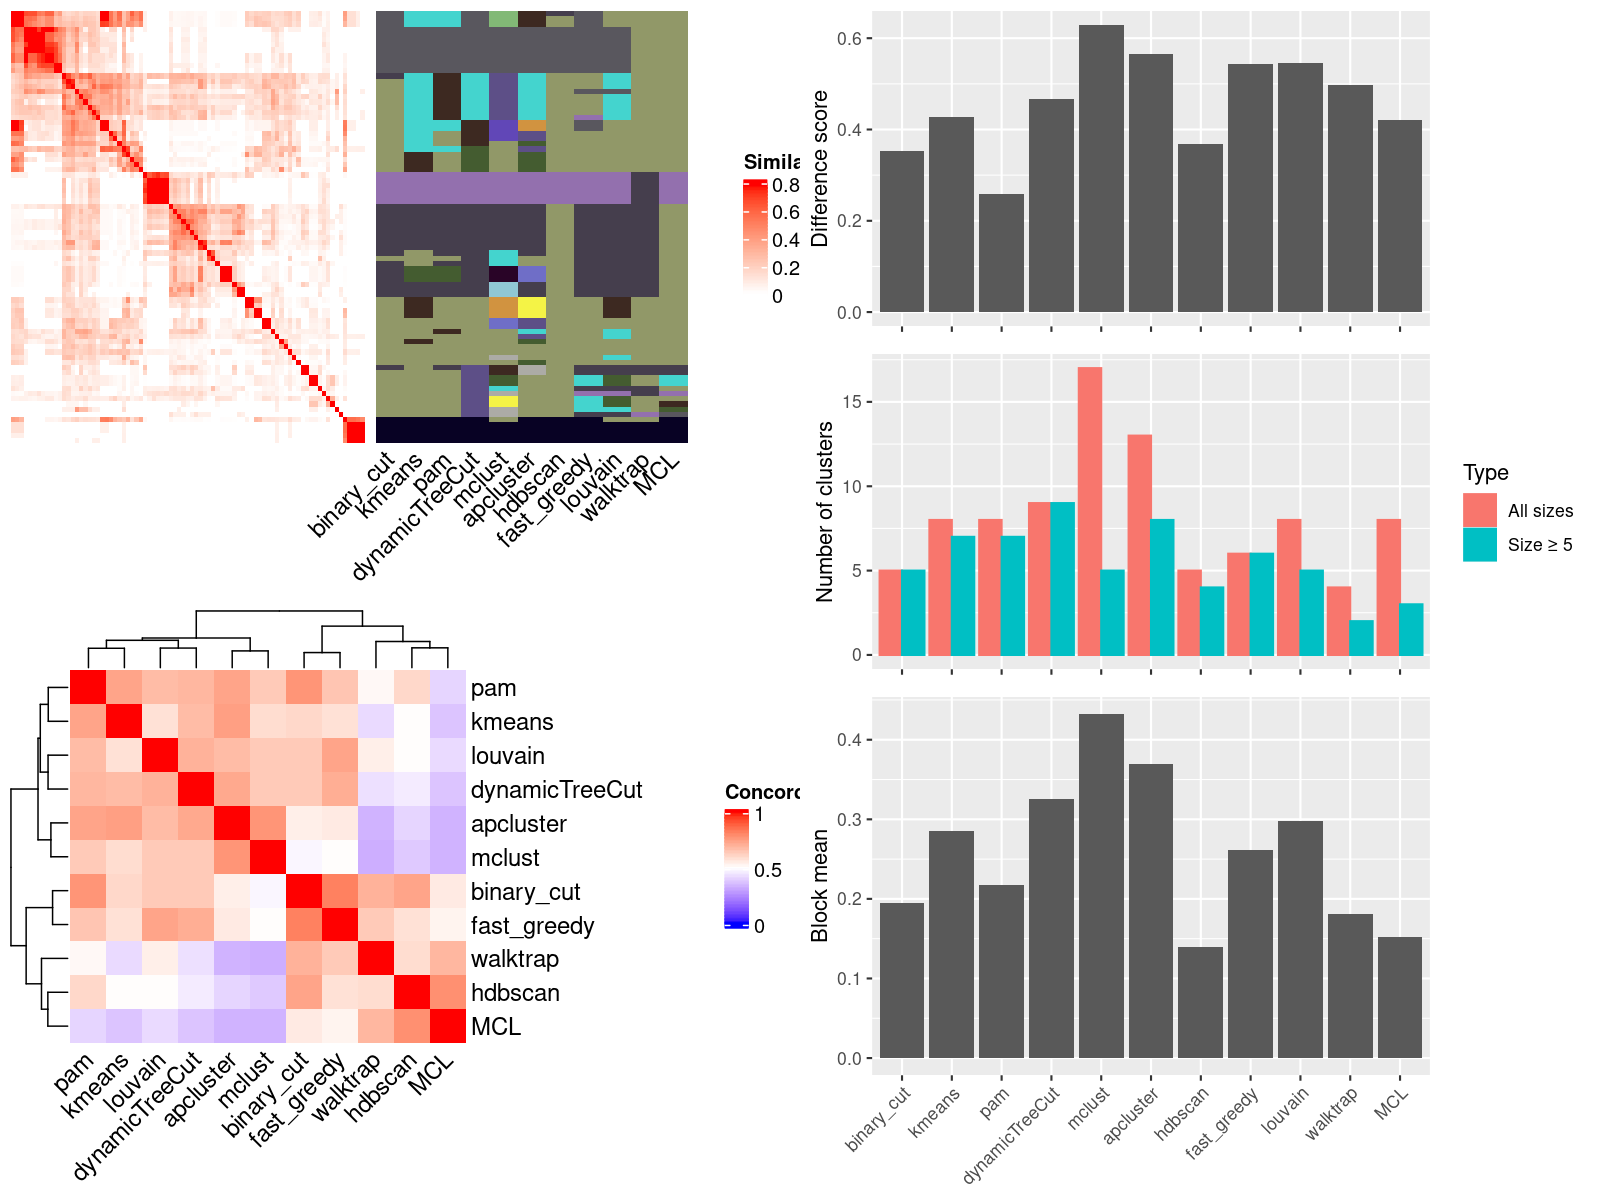 Simila
0.8
0.6
0.4
0.2
0
binary_cut
kmeans
pam
dynamicTreeCut
mclust
apcluster
hdbscan
fast_greedy
louvain
walktrap
MCL
pam
kmeans
louvain
dynamicTreeCut
apcluster
mclust
binary_cut
fast_greedy
walktrap
hdbscan
MCL
pam
kmeans
louvain
dynamicTreeCut
apcluster
mclust
binary_cut
fast_greedy
walktrap
hdbscan
MCL
Concord
1
0.5
0
Difference score
0.6
0.4
0.2
0.0
Number of clusters
15
10
5
0
Type
All sizes
Size ≥ 5
Block mean
0.4
0.3
0.2
0.1
0.0
binary_cut
kmeans
pam
dynamicTreeCut
mclust
apcluster
hdbscan
fast_greedy
louvain
walktrap
MCL